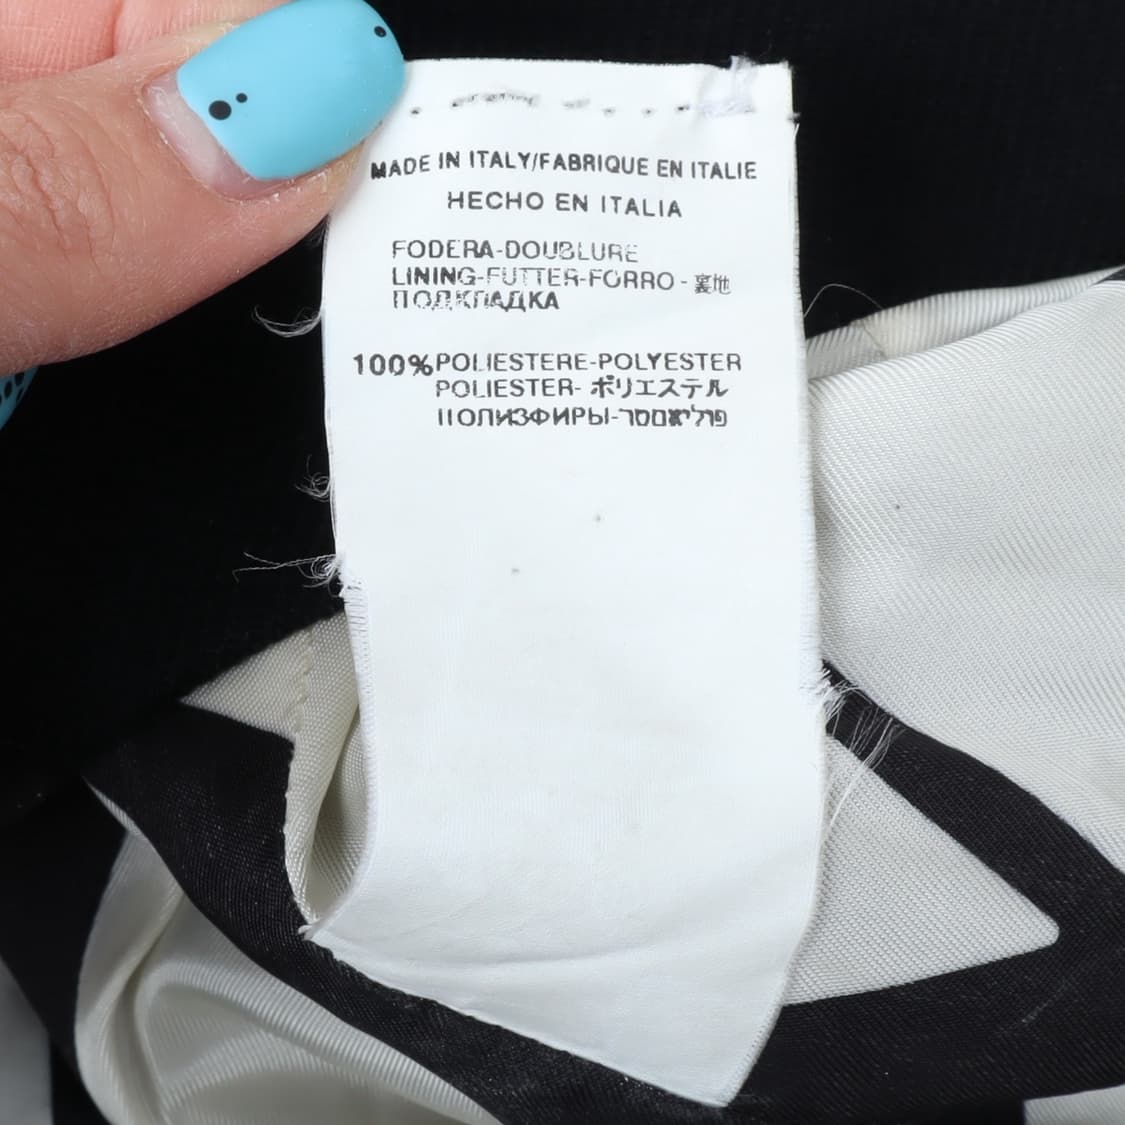 MADE IN ITALY/FABRIQUE EN ITALIE
HECHO EN ITALIA
FODERA-DOUBLURE
LINING-FUTTER-FORRO-裏地
ПОДКЛАДКА
100% POLIESTERE-POLYESTER
POLIESTER-ポリエステル
ПОЛИЗФИРЫ-פוליאסטר